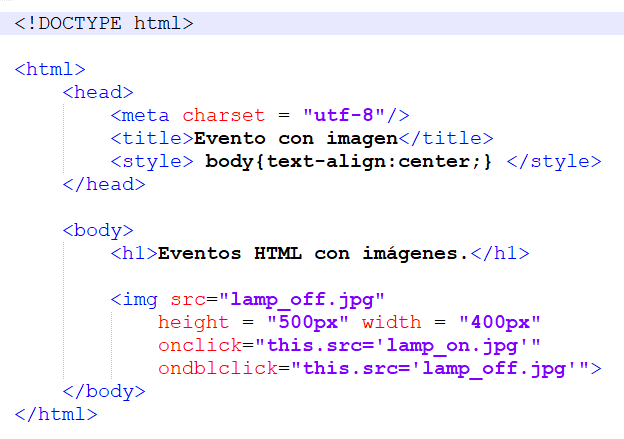 <!DOCTYPE html>
<html>
<head>
<meta charset = "utf-8"/>
<title>Evento con imagen</title>
<style> body{text-align:center;} </style>
</head>
<body>
<h1>Eventos HTML con imágenes.</h1>
<img src="lamp_off.jpg"
height = "500px" width = "400px"
onclick="this.src='lamp_on.jpg'"
ondblclick="this.src='lamp_off.jpg'">
</body>
</html>